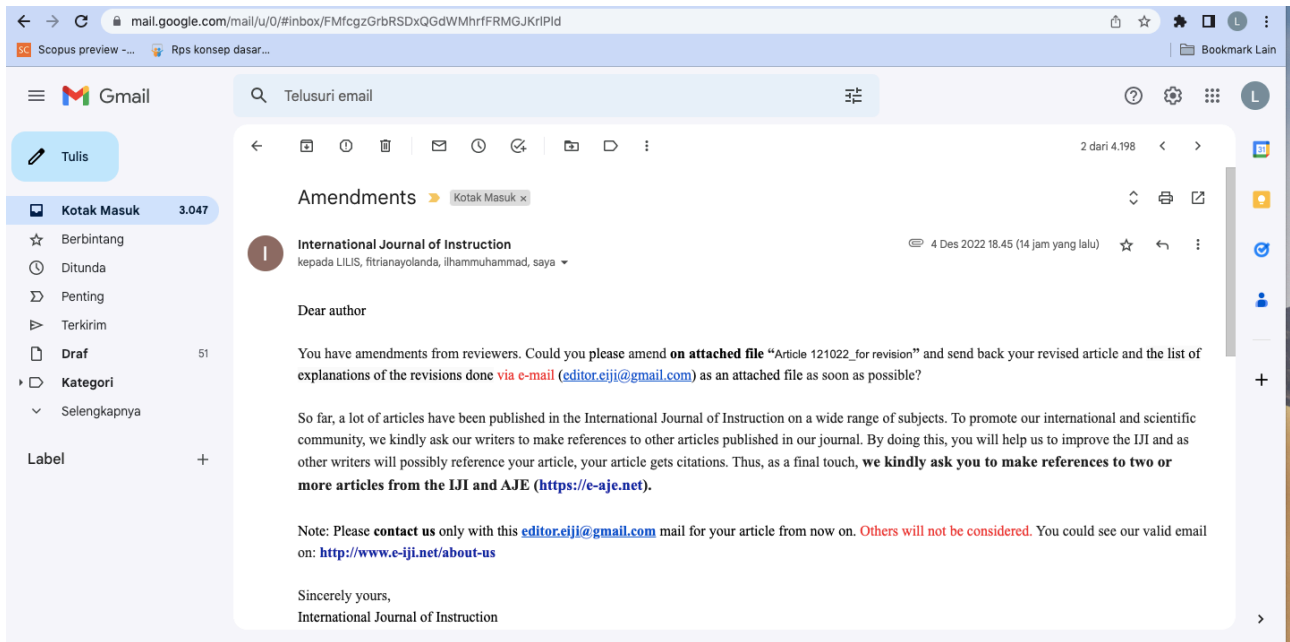 mail.google.com/mail/u/0/#inbox/FMfcgzGrbRSDxQGdWMhrfFRMGJKrlPld
L
SC Scopus preview -... Rps konsep dasar...
Bookmark Lain
Gmail
Telusuri email
L
Tulis
2 dari 4.198
31
Kotak Masuk 3.047
Berbintang
Ditunda
Penting
Terkirim
Draf 51
Kategori
Selengkapnya
Label
Amendments Kotak Masuk ×
I
International Journal of Instruction
4 Des 2022 18.45 (14 jam yang lalu)
kepada LILIS, fitrianayolanda, ilhammuhammad, saya
Dear author
You have amendments from reviewers. Could you please amend on attached file “Article 121022_for revision” and send back your revised article and the list of
explanations of the revisions done via e-mail (editor.eiji@gmail.com) as an attached file as soon as possible?
So far, a lot of articles have been published in the International Journal of Instruction on a wide range of subjects. To promote our international and scientific
community, we kindly ask our writers to make references to other articles published in our journal. By doing this, you will help us to improve the IJI and as
other writers will possibly reference your article, your article gets citations. Thus, as a final touch, we kindly ask you to make references to two or
more articles from the IJI and AJE (https://e-aje.net).
Note: Please contact us only with this editor.eiji@gmail.com mail for your article from now on. Others will not be considered. You could see our valid email
on: http://www.e-iji.net/about-us
Sincerely yours,
International Journal of Instruction